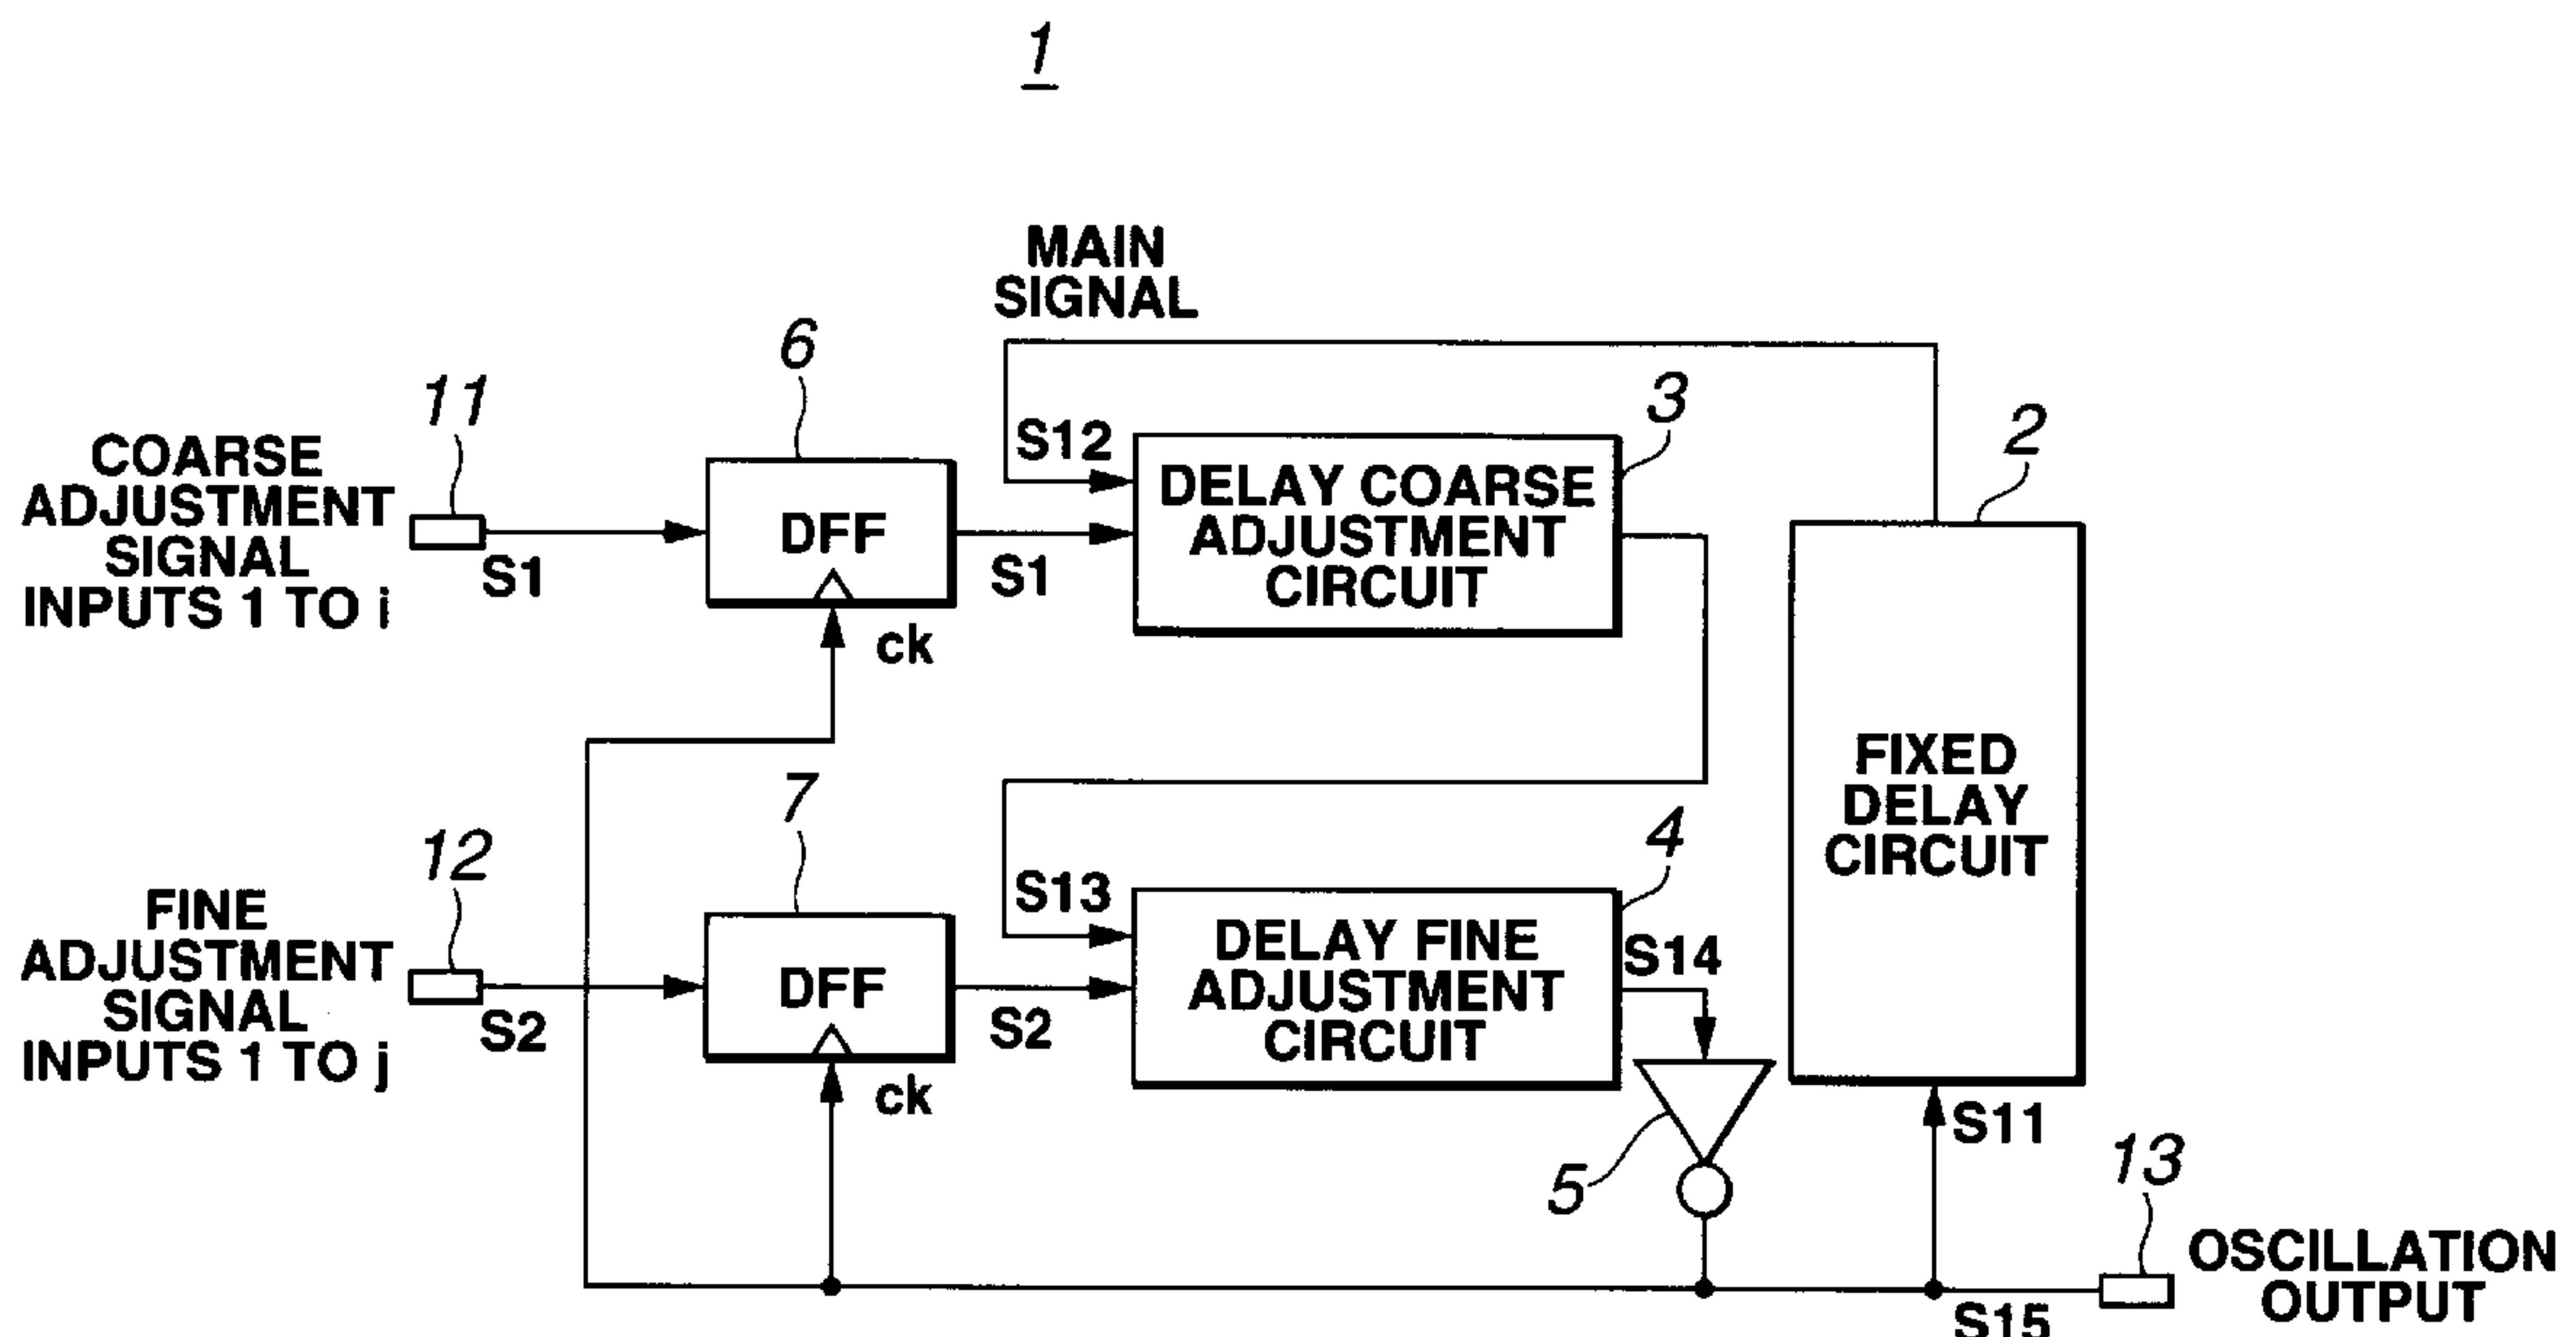 1
MAIN
SIGNAL
6
11
3
2
COARSE
ADJUSTMENT
SIGNAL
INPUTS 1 TO i
S1
DFF
ck
S1
S12
DELAY COARSE
ADJUSTMENT
CIRCUIT
FIXED
DELAY
CIRCUIT
7
12
4
FINE
ADJUSTMENT
SIGNAL
INPUTS 1 TO j
S2
DFF
ck
S2
S13
DELAY FINE
ADJUSTMENT
CIRCUIT
S14
5
S11
13
S15
OSCILLATION
OUTPUT